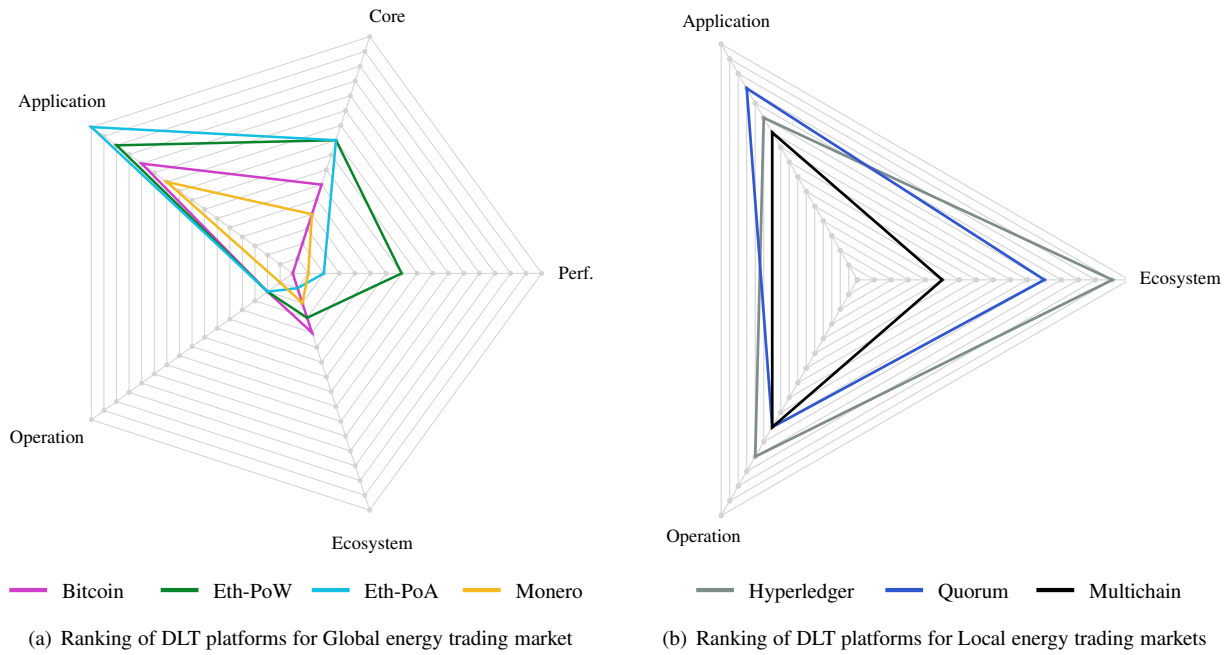 Core
Application
Perf.
Operation
Ecosystem
Bitcoin
Eth-PoW
Eth-PoA
Monero
(a) Ranking of DLT platforms for Global energy trading market
Application
Ecosystem
Operation
Hyperledger
Quorum
Multichain
(b) Ranking of DLT platforms for Local energy trading markets